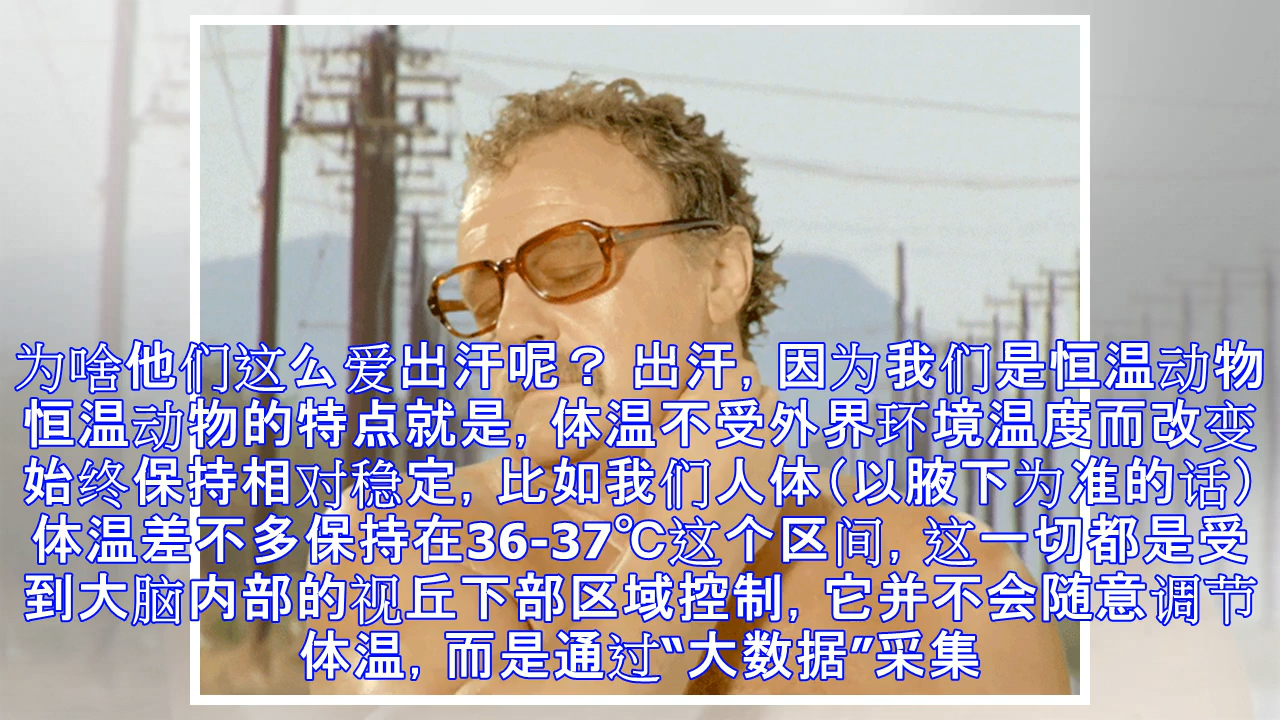 为啥他们这么爱出汗呢？ 出汗，因为我们是恒温动物
恒温动物的特点就是，体温不受外界环境温度而改变
始终保持相对稳定，比如我们人体（以腋下为准的话）
体温差不多保持在36-37℃这个区间，这一切都是受
到大脑内部的视丘下部区域控制，它并不会随意调节
体温，而是通过“大数据”采集